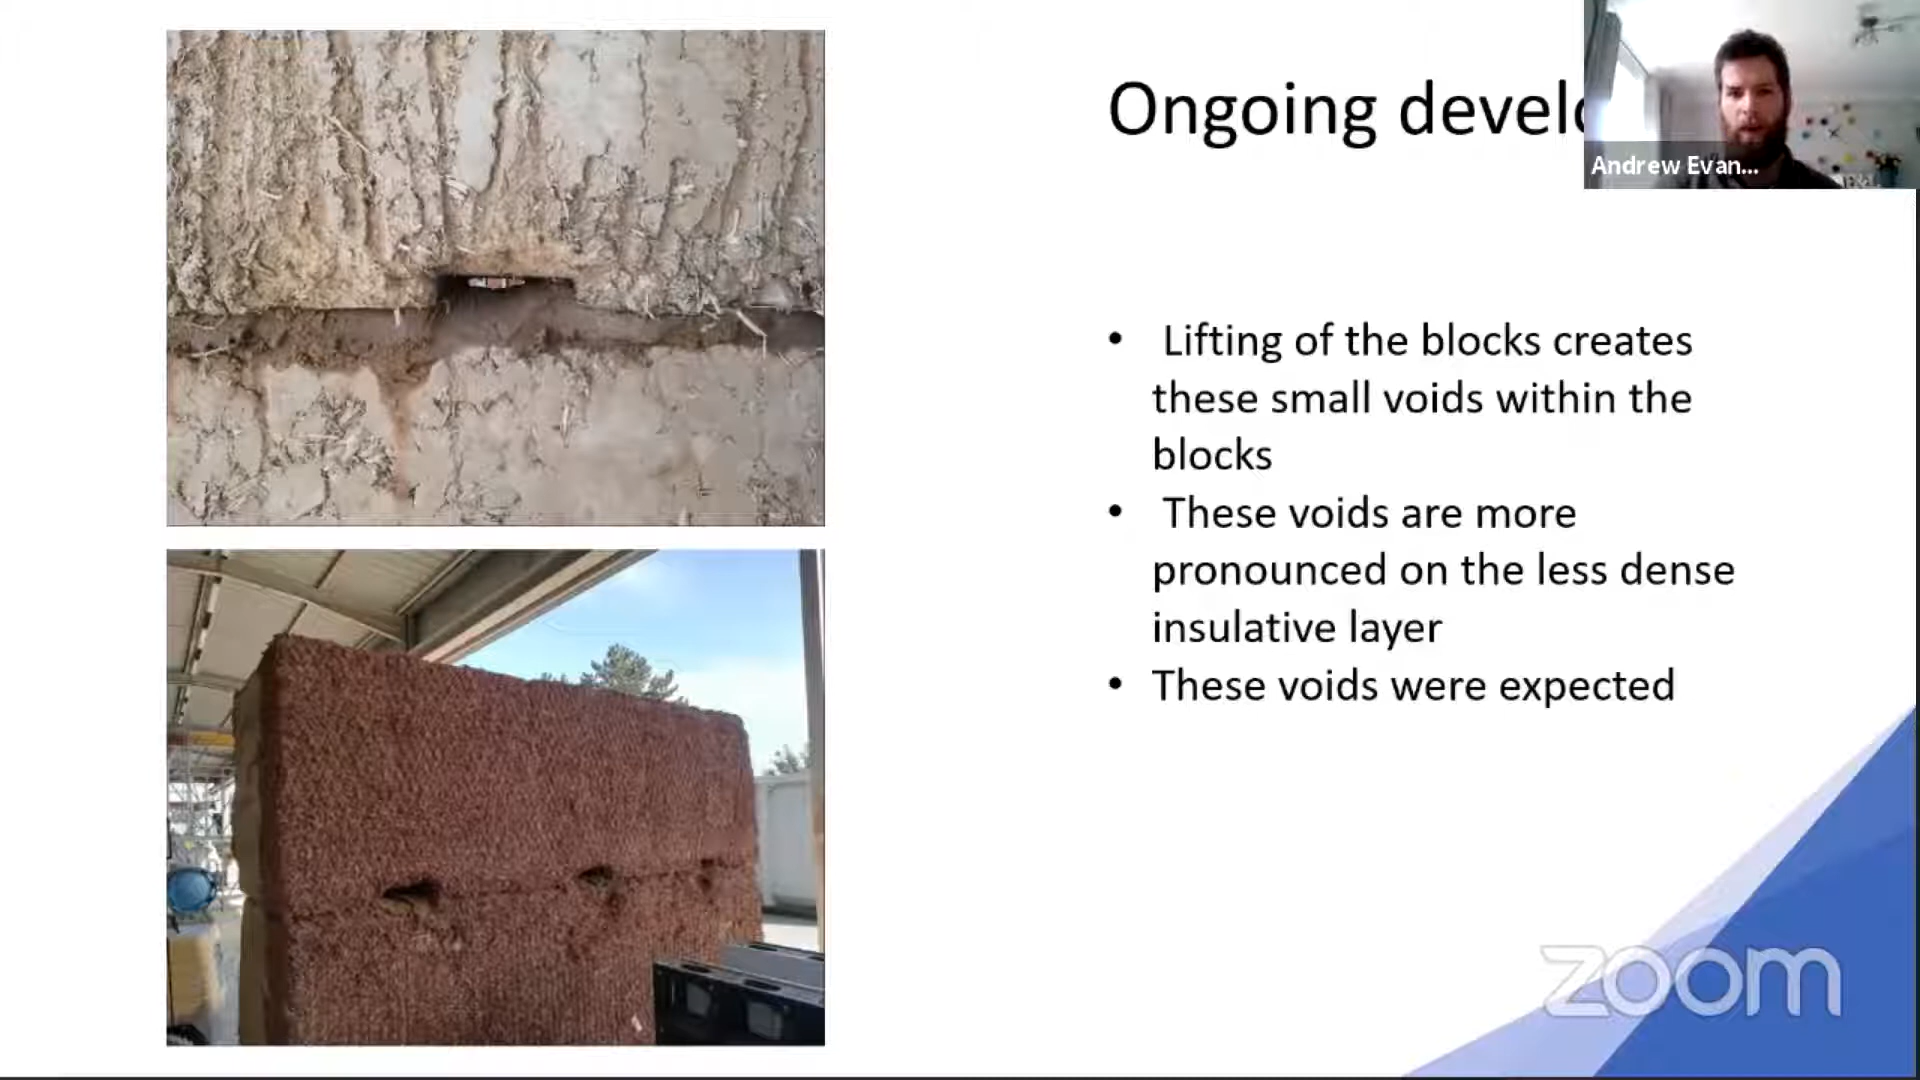 Ongoing develo
Andrew Evan...
• Lifting of the blocks creates
these small voids within the
blocks
• These voids are more
pronounced on the less dense
insulative layer
• These voids were expected
zoom